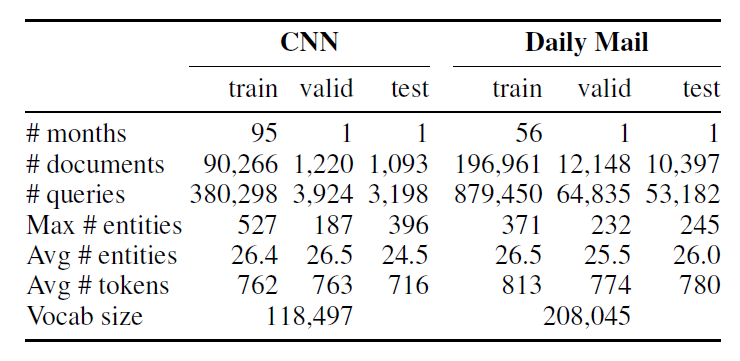 CNN Daily Mail
train valid test train valid test
# months 95 1 1 56 1 1
# documents 90,266 1,220 1,093 196,961 12,148 10,397
# queries 380,298 3,924 3,198 879,450 64,835 53,182
Max # entities 527 187 396 371 232 245
Avg # entities 26.4 26.5 24.5 26.5 25.5 26.0
Avg # tokens 762 763 716 813 774 780
Vocab size 118,497 208,045